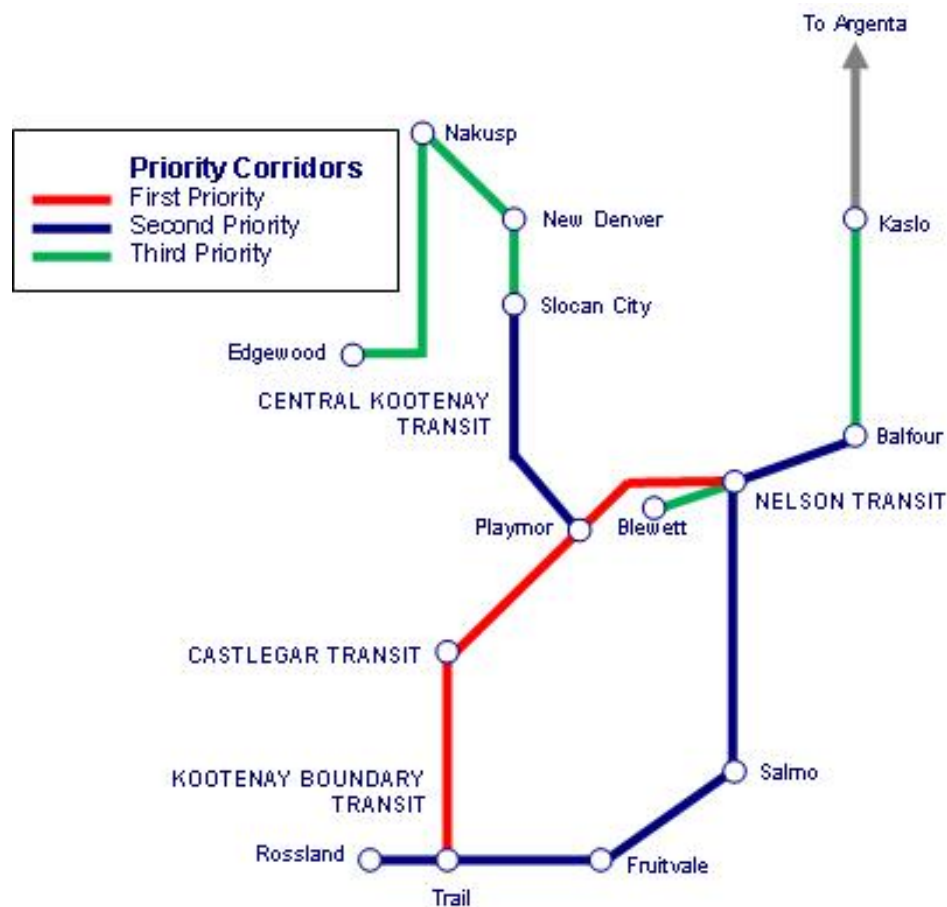 To Argenta
Nakusp
Priority Corridors
First Priority
Second Priority
Third Priority
New Denver
Kaslo
Slocan City
Edgewood
CENTRAL KOOTENAY
TRANSIT
Balfour
NELSON TRANSIT
Playmor
Blewett
CASTLEGAR TRANSIT
KOOTENAY BOUNDARY
TRANSIT
Salmo
Rossland
Fruitvale
Trail